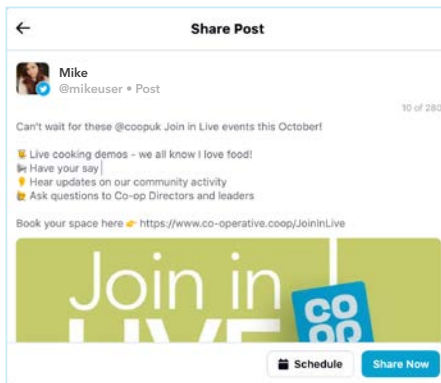 Share Post
Mike
@mikeuser • Post
10 of 280
Can't wait for these @coopuk Join in Live events this October!
Live cooking demos - we all know I love food!
Have your say
Hear updates on our community activity
Ask questions to Co-op Directors and leaders
Book your space here 👉 https://www.co-operative.coop/JoinInLive
Join in
LIVE
CO
OP
Schedule
Share Now